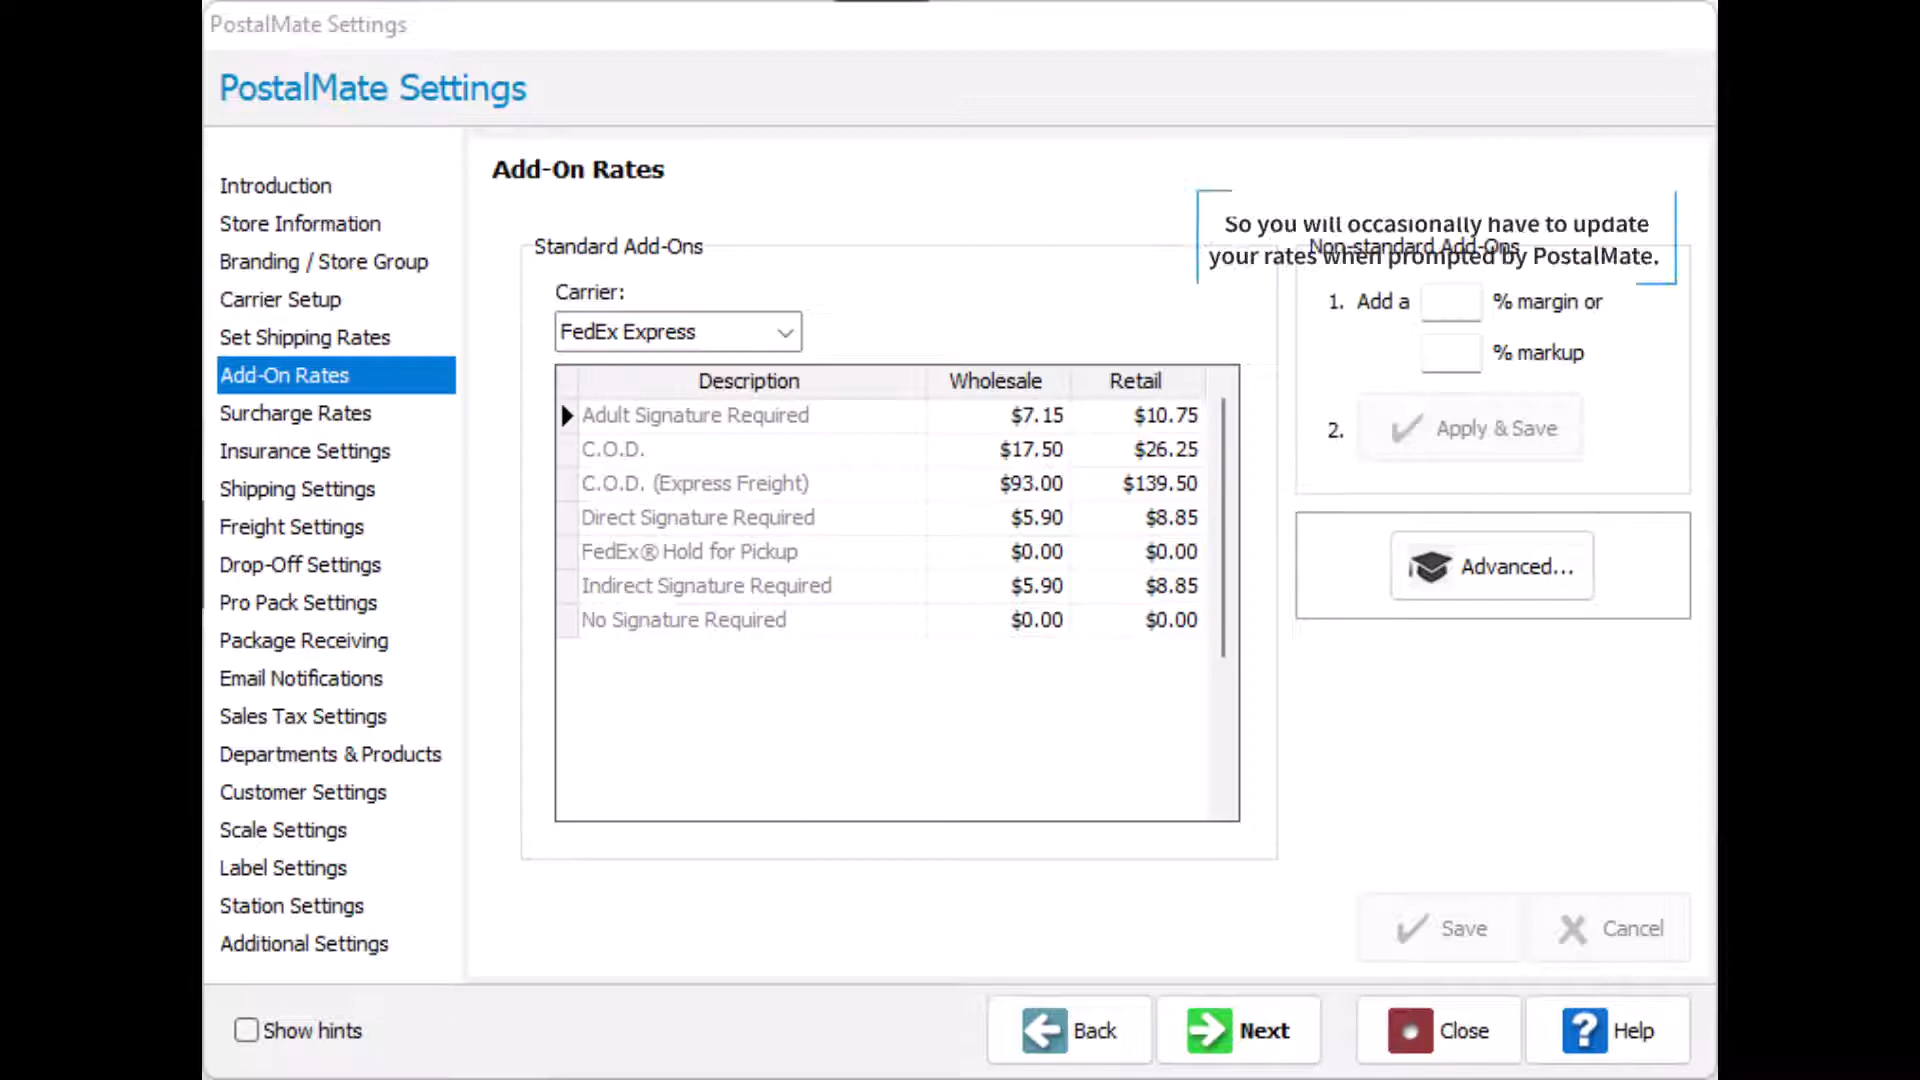 PostalMate Settings
PostalMate Settings
Introduction
Store Information
Branding / Store Group
Carrier Setup
Set Shipping Rates
Add-On Rates
Surcharge Rates
Insurance Settings
Shipping Settings
Freight Settings
Drop-Off Settings
Pro Pack Settings
Package Receiving
Email Notifications
Sales Tax Settings
Departments & Products
Customer Settings
Scale Settings
Label Settings
Station Settings
Additional Settings
Add-On Rates
So you will occasionally have to update
your rates when prompted by PostalMate.
Standard Add-Ons
Carrier:
FedEx Express
Description Wholesale Retail
Adult Signature Required $7.15 $10.75
C.O.D. $17.50 $26.25
C.O.D. (Express Freight) $93.00 $139.50
Direct Signature Required $5.90 $8.85
FedEx® Hold for Pickup $0.00 $0.00
Indirect Signature Required $5.90 $8.85
No Signature Required $0.00 $0.00
Non-standard Add-Ons
1. Add a % margin or
% markup
2. Apply & Save
Advanced...
Save Cancel
Show hints
Back Next Close Help